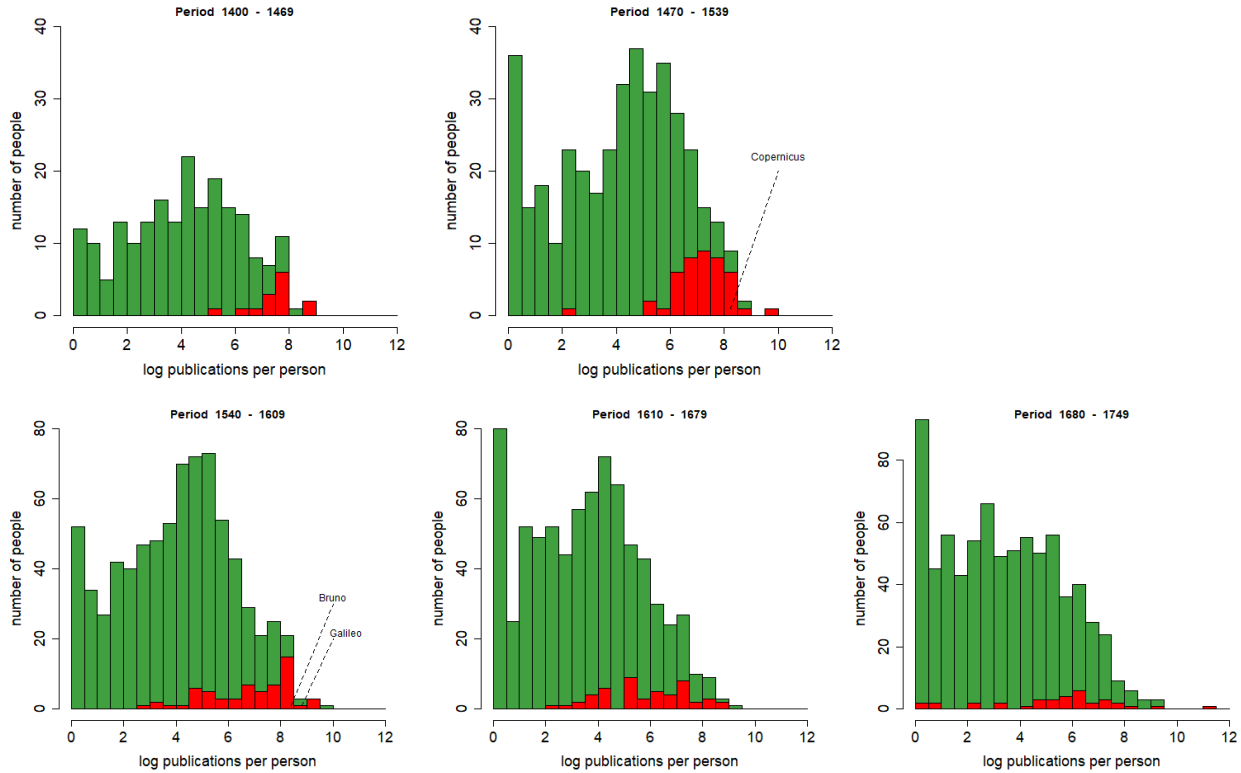 Period 1400 - 1469
number of people
0 10 20 30 40
0 2 4 6 8 10 12
log publications per person
Period 1470 - 1539
number of people
0 10 20 30 40
Copernicus
0 2 4 6 8 10 12
log publications per person
Period 1540 - 1609
number of people
0 20 40 60 80
Bruno
Galileo
0 2 4 6 8 10 12
log publications per person
Period 1610 - 1679
number of people
0 20 40 60 80
0 2 4 6 8 10 12
log publications per person
Period 1680 - 1749
number of people
0 20 40 60 80
0 2 4 6 8 10 12
log publications per person